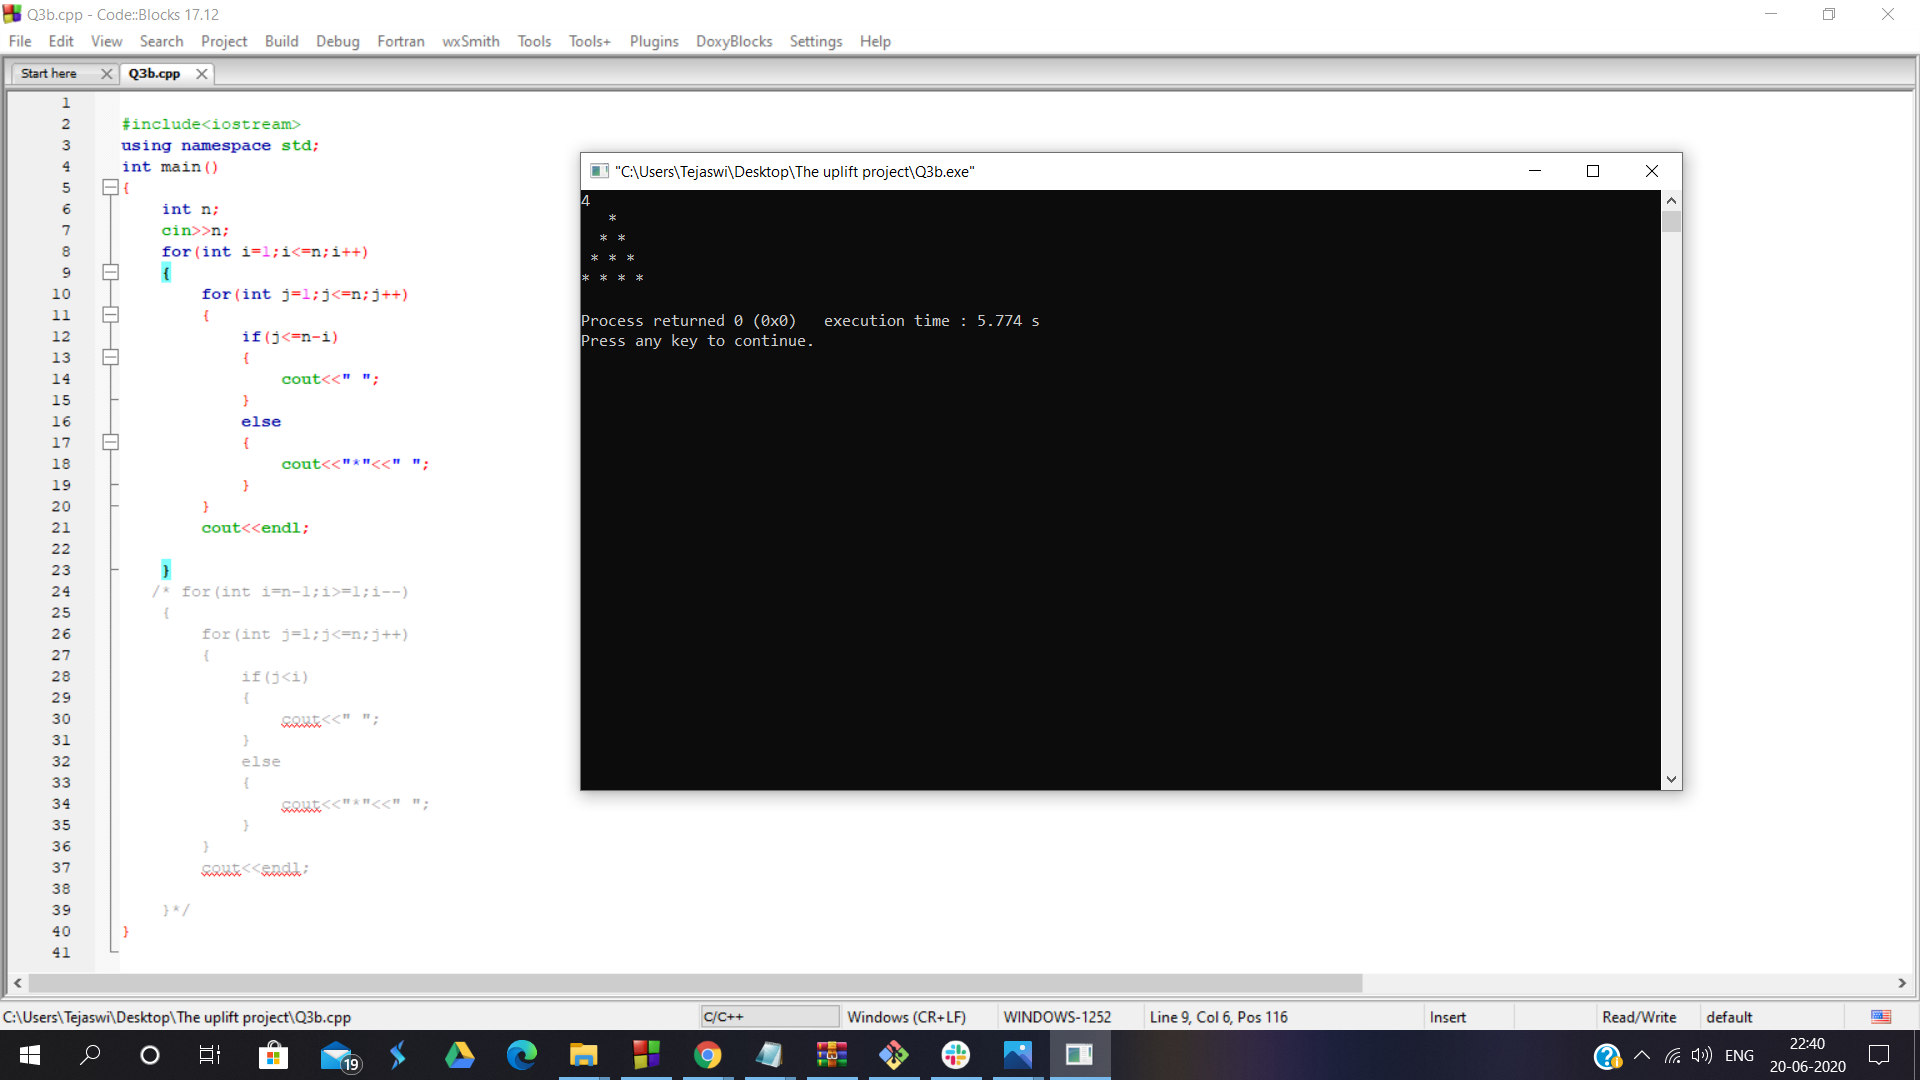 Q3b.cpp - Code::Blocks 17.12
File Edit View Search Project Build Debug Fortran wxSmith Tools Tools+ Plugins DoxyBlocks Settings Help
Start here Q3b.cpp
1
2 #include<iostream>
3 using namespace std;
4 int main()
5 {
6 int n;
7 cin>>n;
8 for(int i=1;i<=n;i++)
9 {
10 for(int j=1;j<=n;j++)
11 {
12 if(j<=n-i)
13 {
14 cout<<" ";
15 }
16 else
17 {
18 cout<<"*"<<" ";
19 }
20 }
21 cout<<endl;
22
23 }
24 /* for(int i=n-1;i>=1;i--)
25 {
26 for(int j=1;j<=n;j++)
27 {
28 if(j<i)
29 {
30 cout<<" ";
31 }
32 else
33 {
34 cout<<"*"<<" ";
35 }
36 }
37 cout<<endl;
38
39 }*/
40 }
41
"C:\Users\Tejaswi\Desktop\The uplift project\Q3b.exe"
4
   *
  * *
 * * *
* * * *
Process returned 0 (0x0)   execution time : 5.774 s
Press any key to continue.
C:\Users\Tejaswi\Desktop\The uplift project\Q3b.cpp C/C++ Windows (CR+LF) WINDOWS-1252 Line 9, Col 6, Pos 116 Insert Read/Write default
19 ENG 22:40
20-06-2020